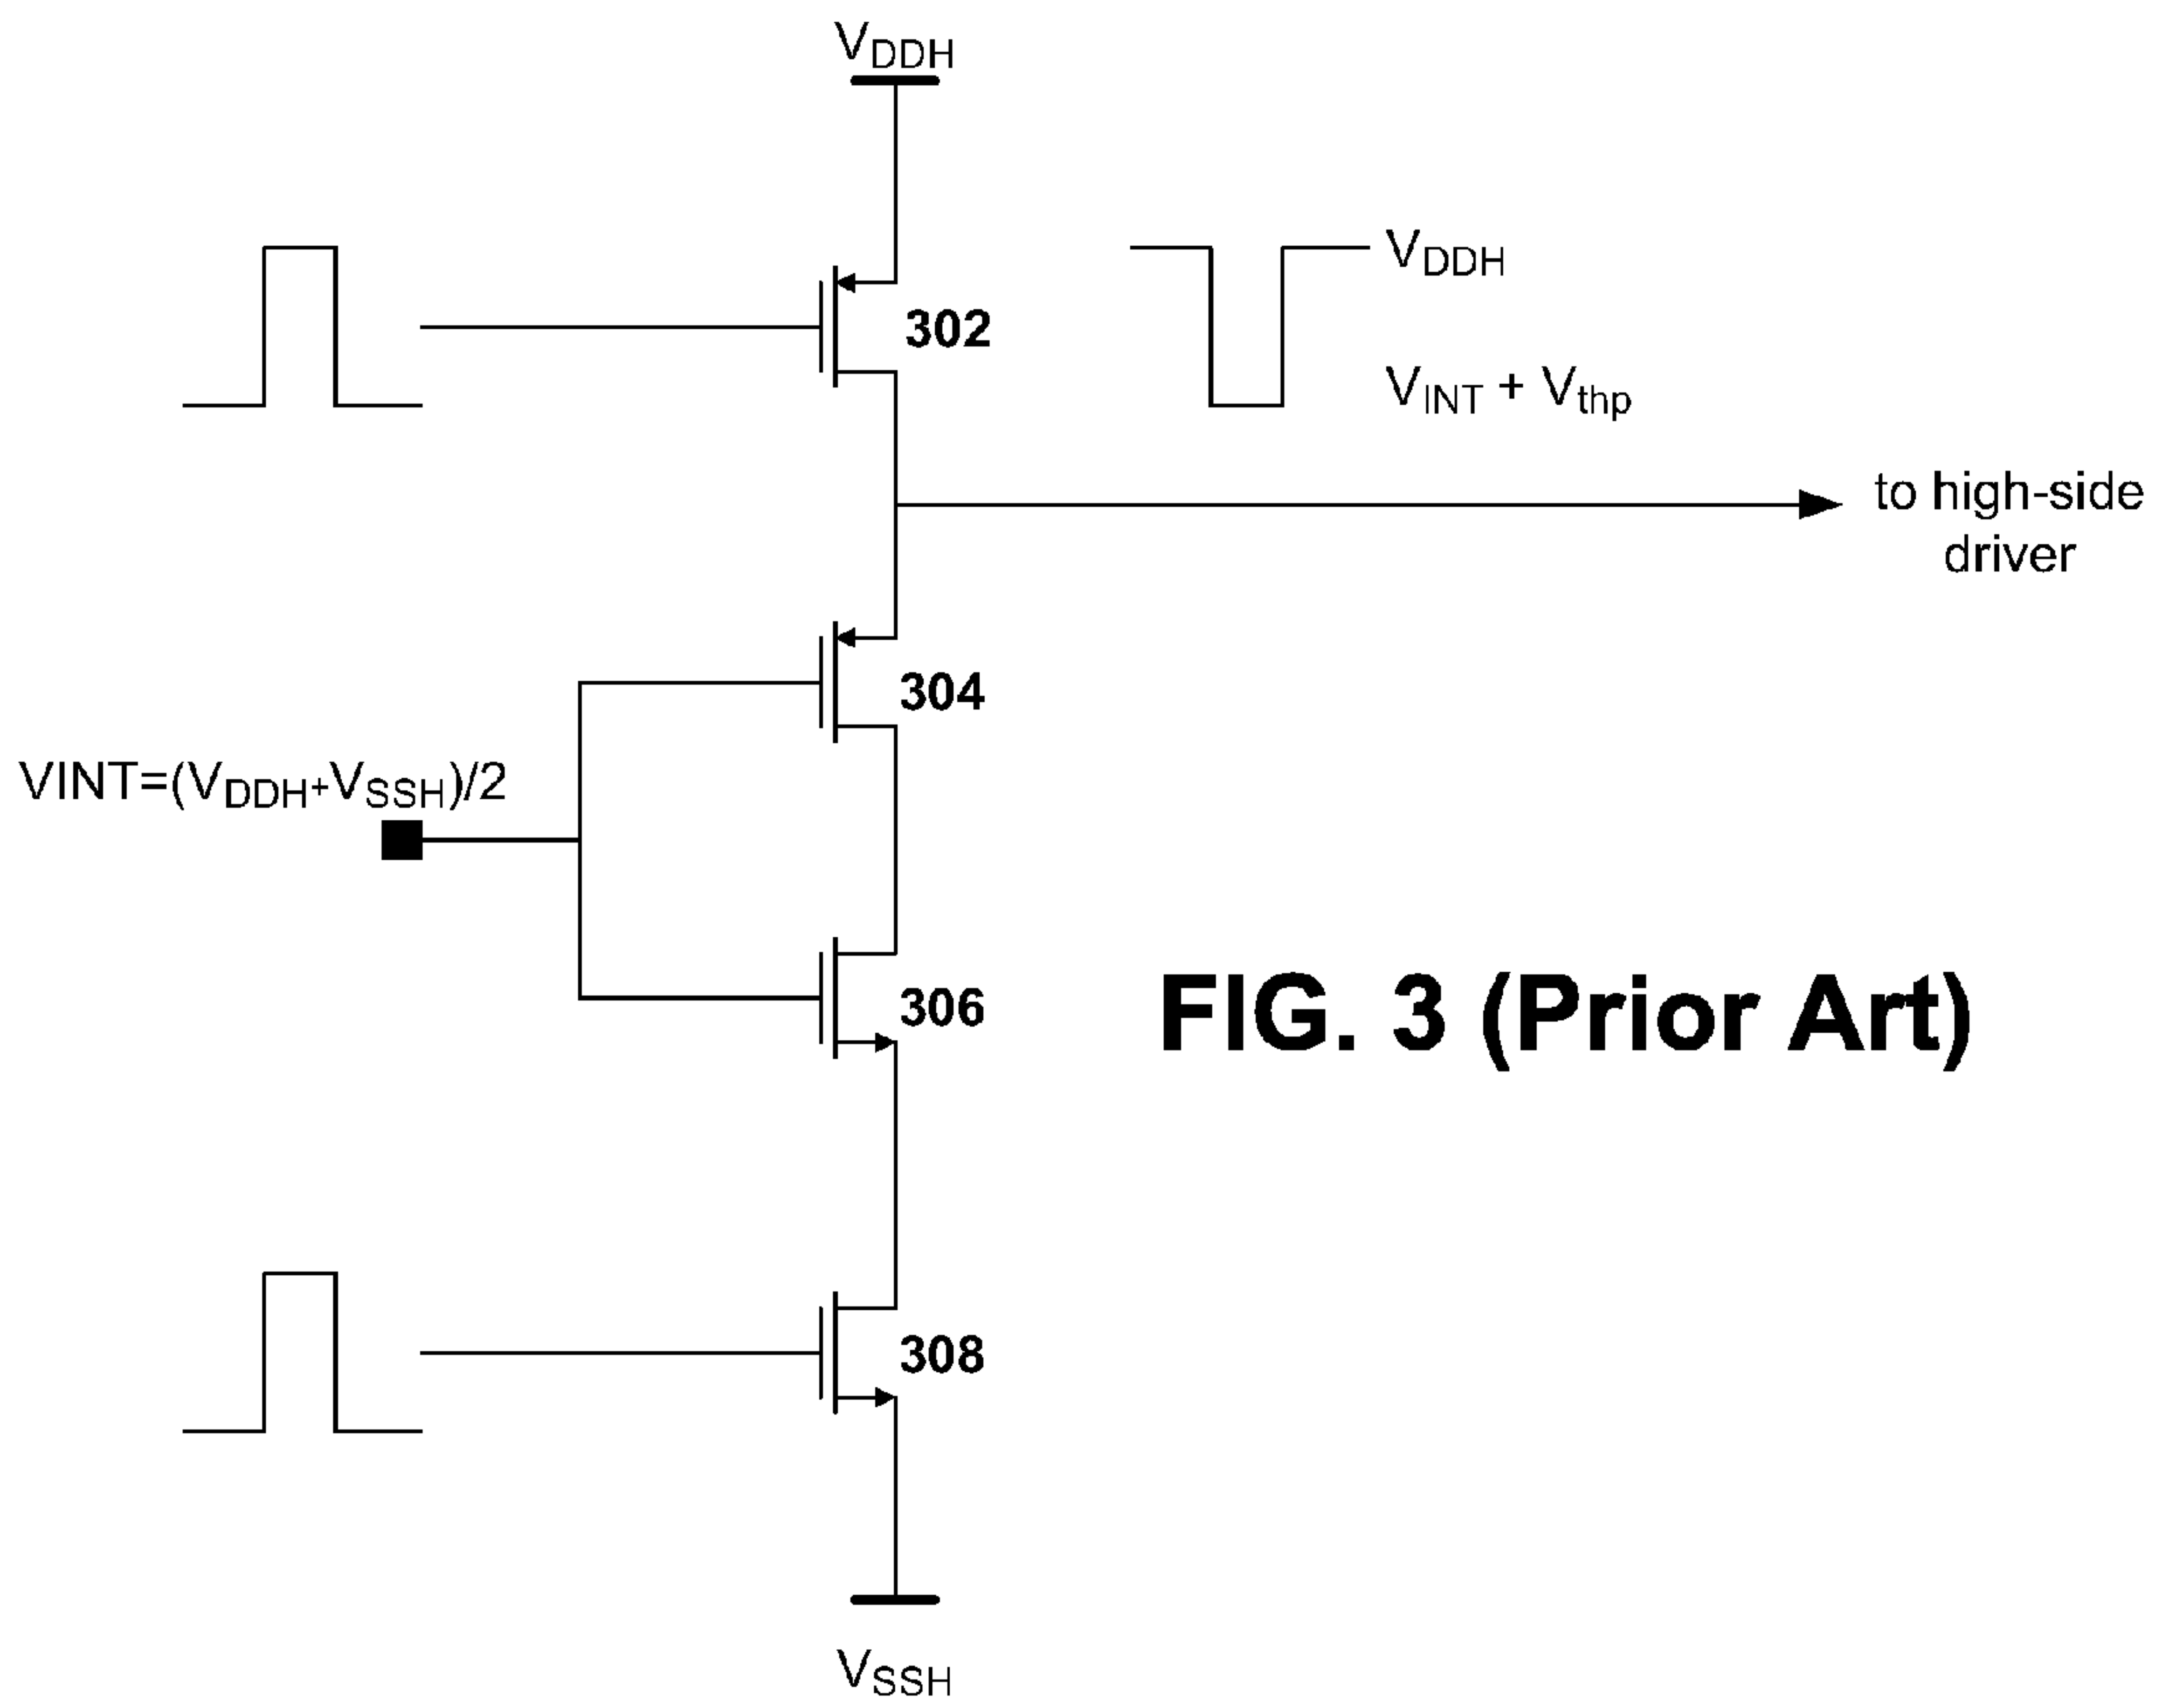 VDDH
302
VDDH
VINT + Vthp
to high-side
driver
304
VINT=(VDDH+VSSH)/2
306
FIG. 3 (Prior Art)
308
VSSH